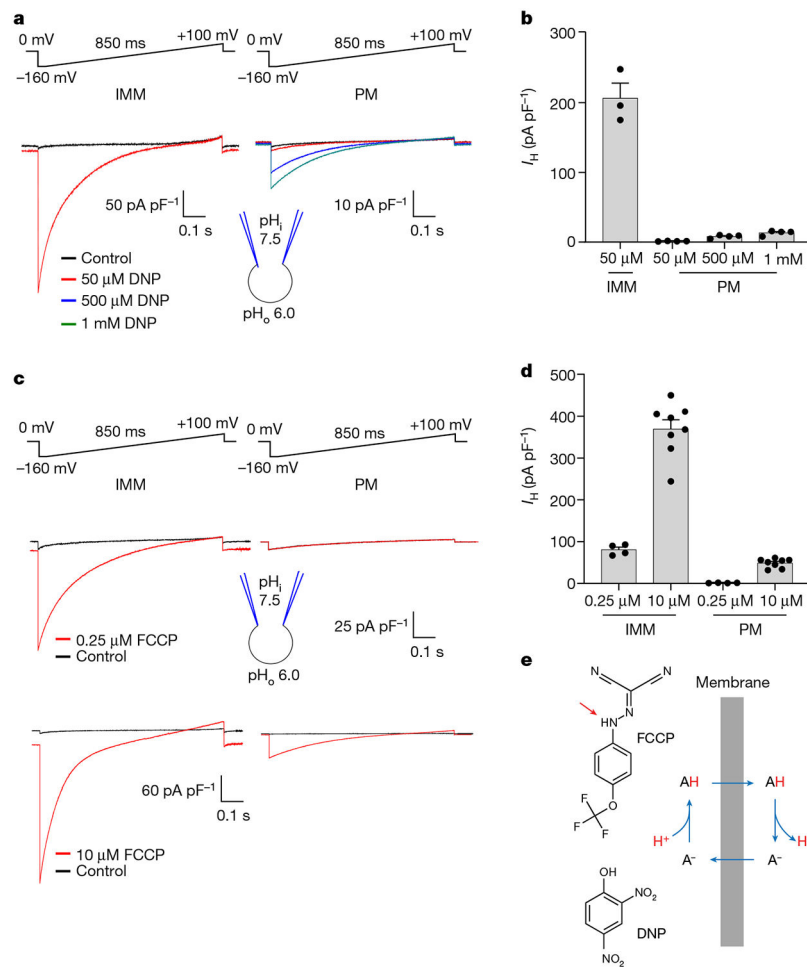 a
0 mV
850 ms
+100 mV
−160 mV
IMM
0 mV
850 ms
+100 mV
−160 mV
PM
50 pA pF−1
0.1 s
10 pA pF−1
0.1 s
pHi
7.5
pHo 6.0
Control
50 µM DNP
500 µM DNP
1 mM DNP
b
IH (pA pF−1)
300
200
100
0
50 µM
50 µM
500 µM
1 mM
IMM
PM
c
0 mV
850 ms
+100 mV
−160 mV
IMM
0 mV
850 ms
+100 mV
−160 mV
PM
pHi
7.5
pHo 6.0
25 pA pF−1
0.1 s
0.25 µM FCCP
Control
60 pA pF−1
0.1 s
10 µM FCCP
Control
d
IH (pA pF−1)
500
400
300
200
100
0
0.25 µM
10 µM
0.25 µM
10 µM
IMM
PM
e
N
N
HN
N
FCCP
O
F
F
F
OH
NO2
DNP
NO2
Membrane
AH
AH
H+
H
A−
A−